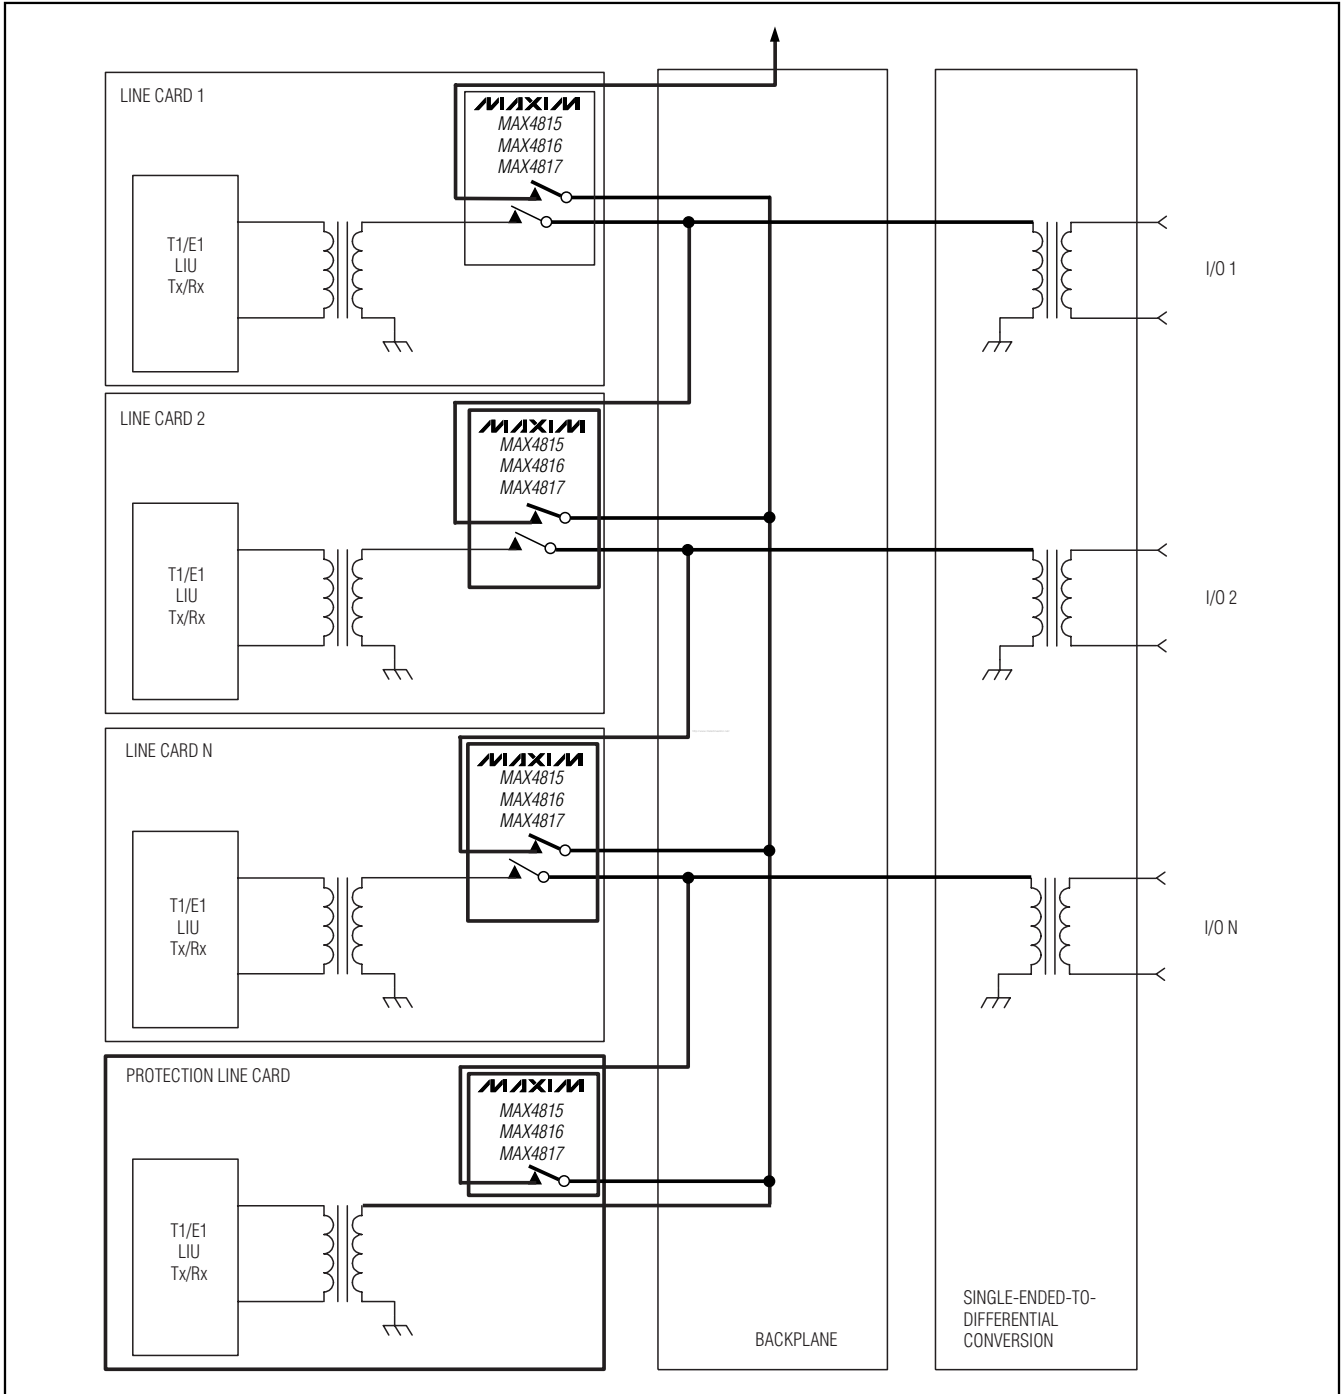 LINE CARD 1
MAXIM
MAX4815
MAX4816
MAX4817
T1/E1
LIU
Tx/Rx
I/O 1
LINE CARD 2
MAXIM
MAX4815
MAX4816
MAX4817
T1/E1
LIU
Tx/Rx
I/O 2
LINE CARD N
MAXIM
MAX4815
MAX4816
MAX4817
T1/E1
LIU
Tx/Rx
I/O N
PROTECTION LINE CARD
MAXIM
MAX4815
MAX4816
MAX4817
T1/E1
LIU
Tx/Rx
BACKPLANE
SINGLE-ENDED-TO-
DIFFERENTIAL
CONVERSION